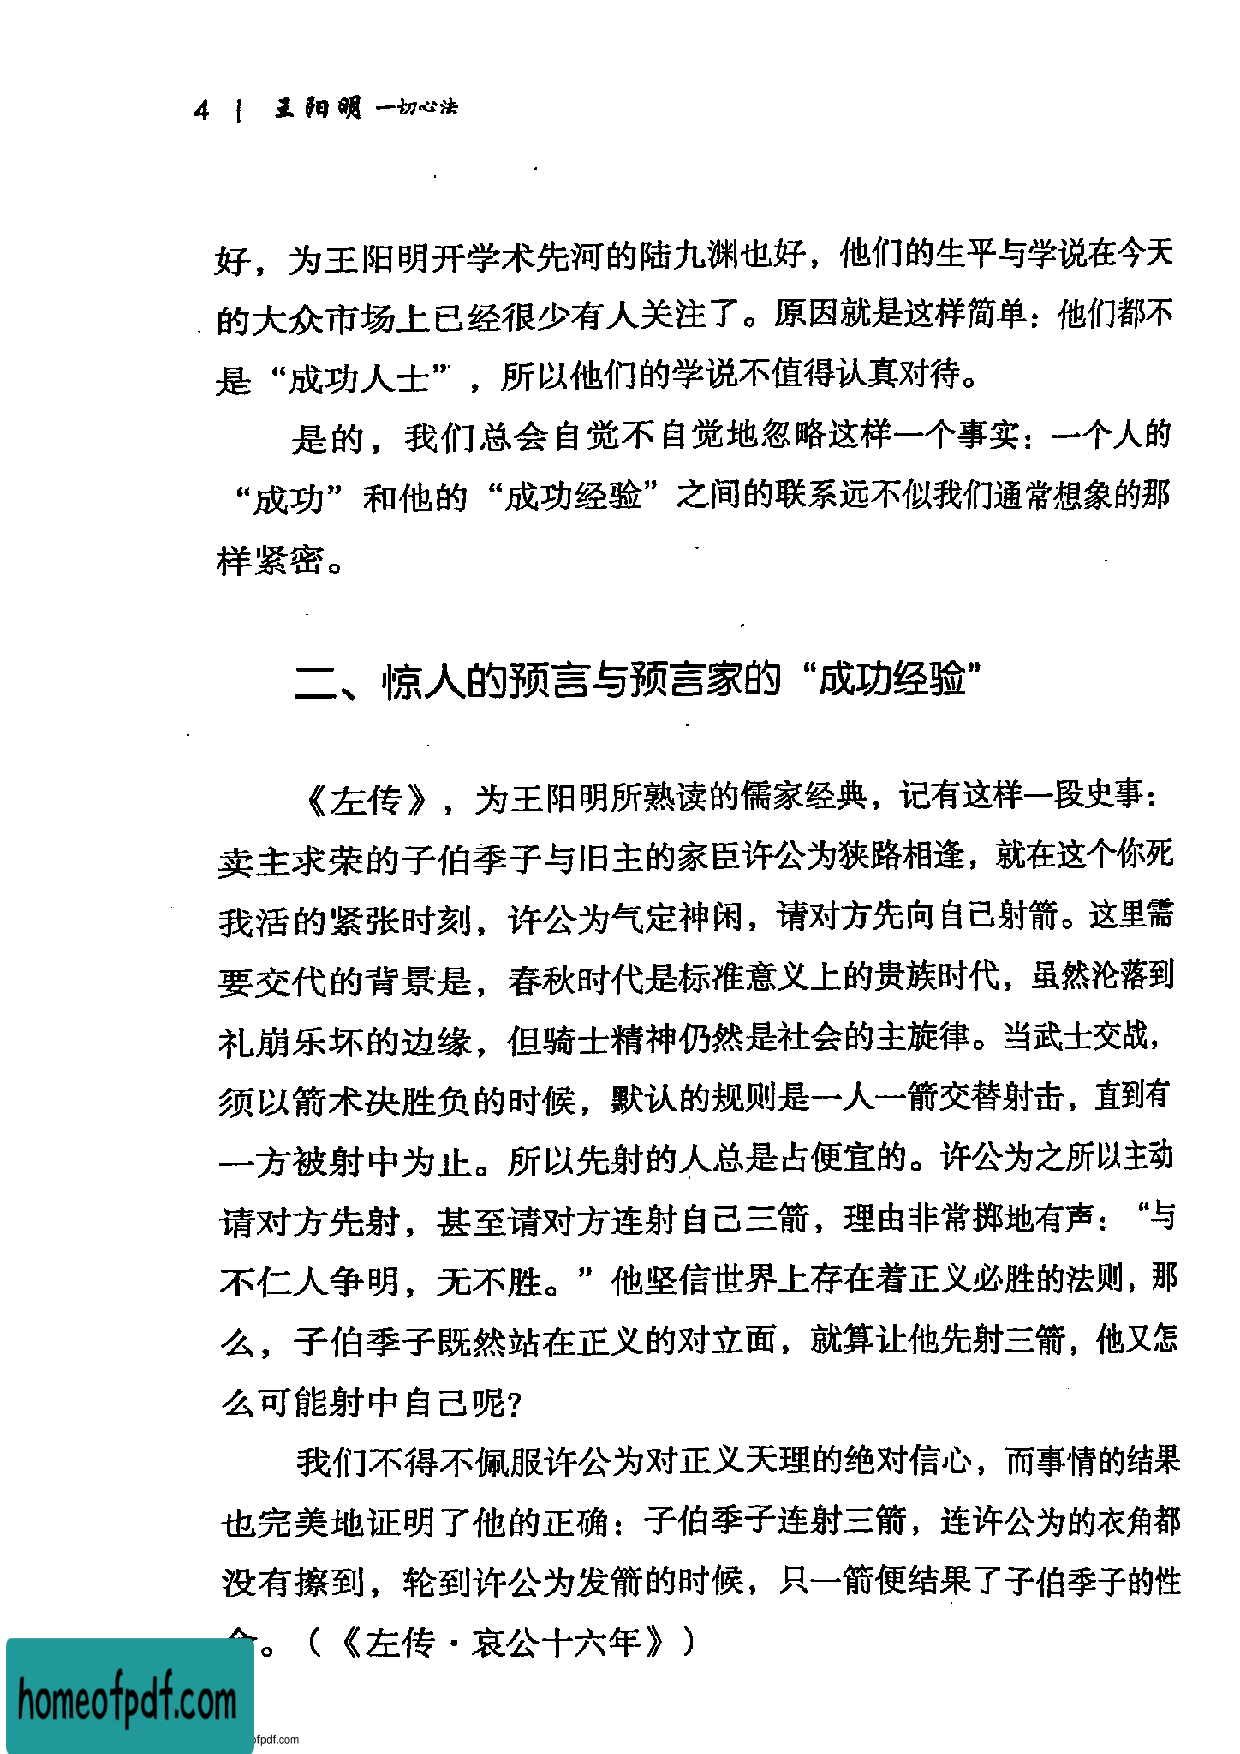 4 | 王阳明 一切心法
好，为王阳明开学术先河的陆九渊也好，他们的生平与学说在今天
的大众市场上已经很少有人关注了。原因就是这样简单：他们都不
是“成功人士”，所以他们的学说不值得认真对待。
是的，我们总会自觉不自觉地忽略这样一个事实：一个人的
“成功”和他的“成功经验”之间的联系远不似我们通常想象的那
样紧密。
二、惊人的预言与预言家的“成功经验”
《左传》，为王阳明所熟读的儒家经典，记有这样一段史事：
卖主求荣的子伯季子与旧主的家臣许公为狭路相逢，就在这个你死
我活的紧张时刻，许公为气定神闲，请对方先向自己射箭。这里需
要交代的背景是，春秋时代是标准意义上的贵族时代，虽然沦落到
礼崩乐坏的边缘，但骑士精神仍然是社会的主旋律。当武士交战，
须以箭术决胜负的时候，默认的规则是一人一箭交替射击，直到有
一方被射中为止。所以先射的人总是占便宜的。许公为之所以主动
请对方先射，甚至请对方连射自己三箭，理由非常掷地有声：“与
不仁人争明，无不胜。”他坚信世界上存在着正义必胜的法则，那
么，子伯季子既然站在正义的对立面，就算让他先射三箭，他又怎
么可能射中自己呢？
我们不得不佩服许公为对正义天理的绝对信心，而事情的结果
也完美地证明了他的正确：子伯季子连射三箭，连许公为的衣角都
没有擦到，轮到许公为发箭的时候，只一箭便结果了子伯季子的性
。（《左传·哀公十六年》）
homeofpdf.com
ofpdf.com